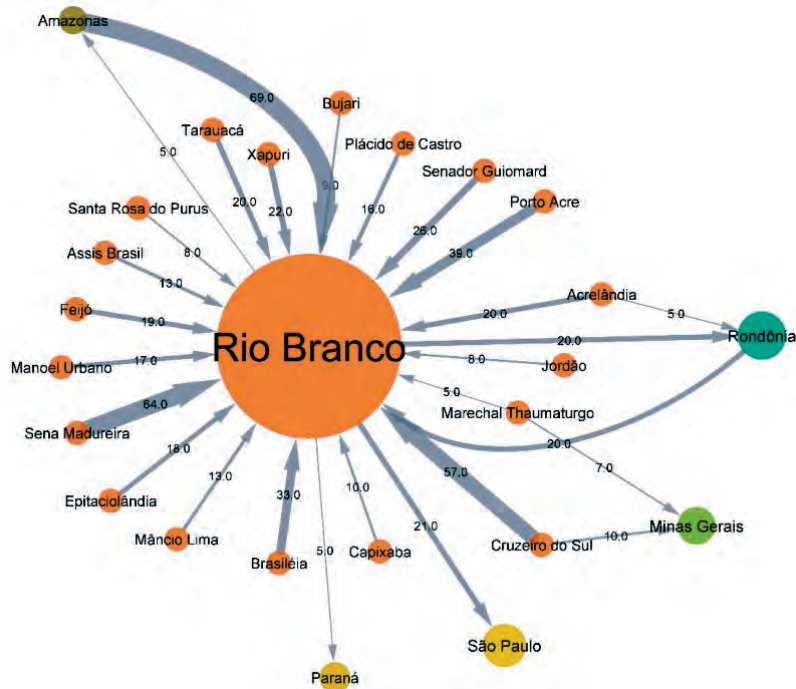 Amazonas
69.0
Bujari
Tarauacá
Plácido de Castro
5.0
Xapuri
Senador Guiomard
9.0
Porto Acre
Santa Rosa do Purus
20.0
22.0
16.0
26.0
39.0
Assis Brasil
8.0
13.0
Acrelândia
Feijó
19.0
20.0
5.0
Rio Branco
20.0
Rondônia
Manoel Urbano
17.0
8.0
Jordão
5.0
Sena Madureira
64.0
Marechal Thaumaturgo
20.0
Epitaciolândia
18.0
57.0
7.0
13.0
33.0
10.0
21.0
Minas Gerais
Mâncio Lima
Brasiléia
5.0
Capixaba
Cruzeiro do Sul
10.0
São Paulo
Paraná